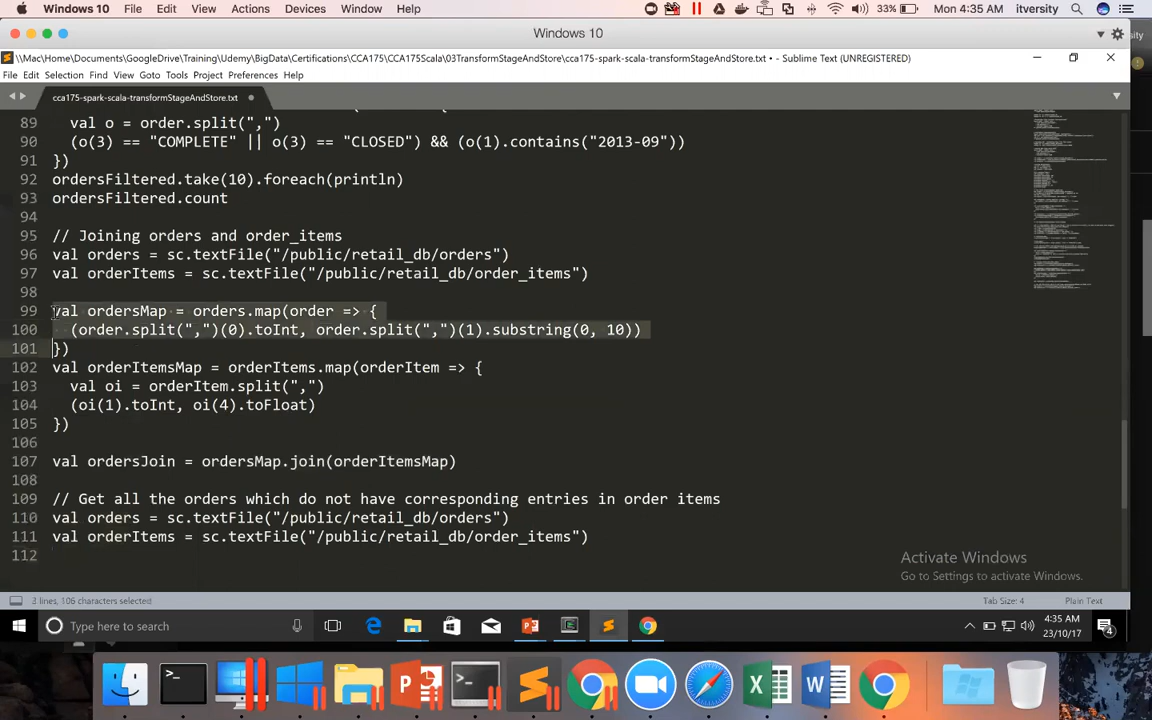 Windows 10 File Edit View Actions Devices Window Help 33% Mon 4:35 AM itversity
Windows 10
\\Mac\Home\Documents\GoogleDrive\Training\Udemy\BigData\Certifications\CCA175\CCA175Scala\03TransformStageAndStore\cca175-spark-scala-transformStageAndStore.txt • - Sublime Text (UNREGISTERED)
File Edit Selection Find View Goto Tools Project Preferences Help
cca175-spark-scala-transformStageAndStore.txt
89 val o = order.split(",")
90 (o(3) == "COMPLETE" || o(3) == "CLOSED") && (o(1).contains("2013-09"))
91 })
92 ordersFiltered.take(10).foreach(println)
93 ordersFiltered.count
94
95 // Joining orders and order_items
96 val orders = sc.textFile("/public/retail_db/orders")
97 val orderItems = sc.textFile("/public/retail_db/order_items")
98
99 val ordersMap = orders.map(order => {
100 (order.split(",")(0).toInt, order.split(",")(1).substring(0, 10))
101 })
102 val orderItemsMap = orderItems.map(orderItem => {
103 val oi = orderItem.split(",")
104 (oi(1).toInt, oi(4).toFloat)
105 })
106
107 val ordersJoin = ordersMap.join(orderItemsMap)
108
109 // Get all the orders which do not have corresponding entries in order items
110 val orders = sc.textFile("/public/retail_db/orders")
111 val orderItems = sc.textFile("/public/retail_db/order_items")
112
Activate Windows
Go to Settings to activate Windows.
3 lines, 106 characters selected Tab Size: 4 Plain Text
Type here to search
4:35 AM
23/10/17
4